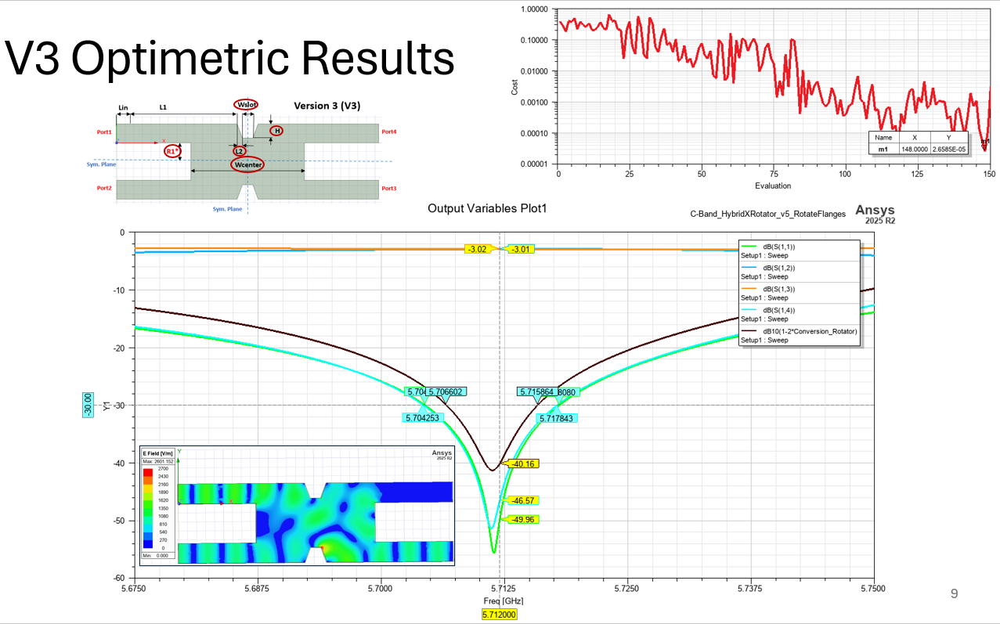 V3 Optimetric Results
Version 3 (V3)
Lin
L1
Wslot
H
Port1
Port4
X
R1*
L2
Sym. Plane
Wcenter
Port2
Port3
Sym. Plane
1.00000
0.10000
0.01000
0.00100
0.00010
0.00001
Cost
Name X Y
m1 148.0000 2.6585E-05
m1
0 25 50 75 100 125 150
Evaluation
Output Variables Plot1
C-Band_HybridXRotator_v5_RotateFlanges
Ansys
2025 R2
0
-10
-20
-30
-40
-50
-60
Y1
-30.00
-3.02
-3.01
dB(S(1,1))
Setup1 : Sweep
dB(S(1,2))
Setup1 : Sweep
dB(S(1,3))
Setup1 : Sweep
dB(S(1,4))
Setup1 : Sweep
dB10(1-2*Conversion_Rotator)
Setup1 : Sweep
5.704
5.706602
5.715864
8080
5.704253
5.717843
-40.16
-46.57
-49.96
E Field [V/m]
Max: 2601.152
2700
2430
2160
1890
1620
1350
1080
810
540
270
0
Min: 0.000
Y
X
Ansys
2025 R2
5.6750 5.6875 5.7000 5.7125 5.7250 5.7375 5.7500
Freq [GHz]
5.712000
9